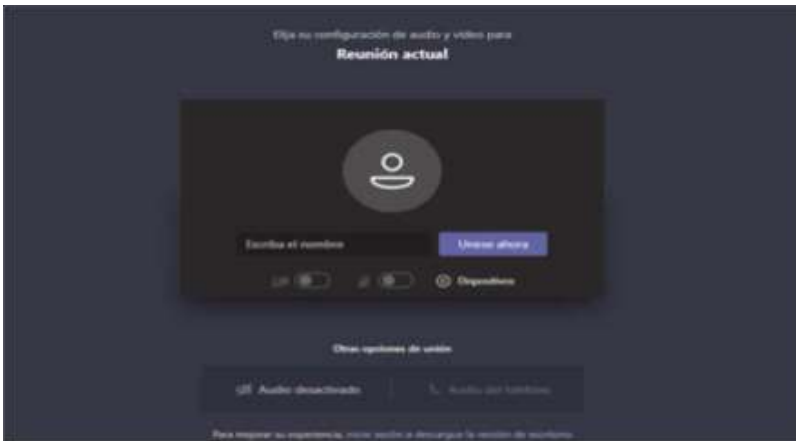 Elija su configuración de audio y vídeo para
Reunión actual
Escriba el nombre
Unirse ahora
Dispositivos
Otras opciones de unión
Audio desactivado
Audio del teléfono
Para mejorar su experiencia, inicie sesión o descargue la versión de escritorio